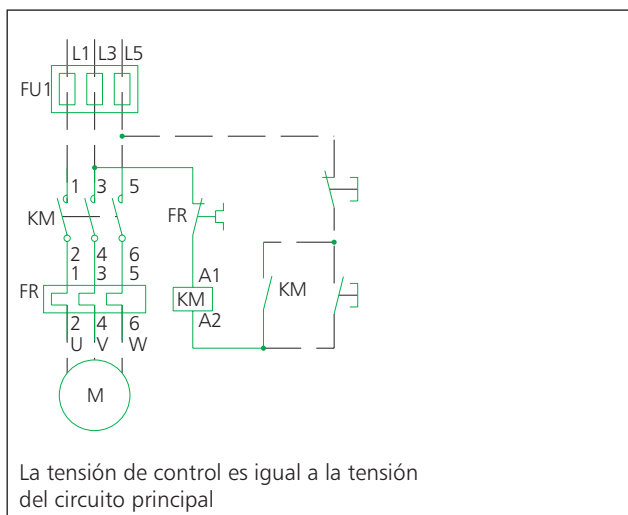 L1 L3 L5
FU1
1 3 5
KM
FR
2 4 6
1 3 5
FR
A1
KM
KM
A2
2 4 6
U V W
M
La tensión de control es igual a la tensión
del circuito principal